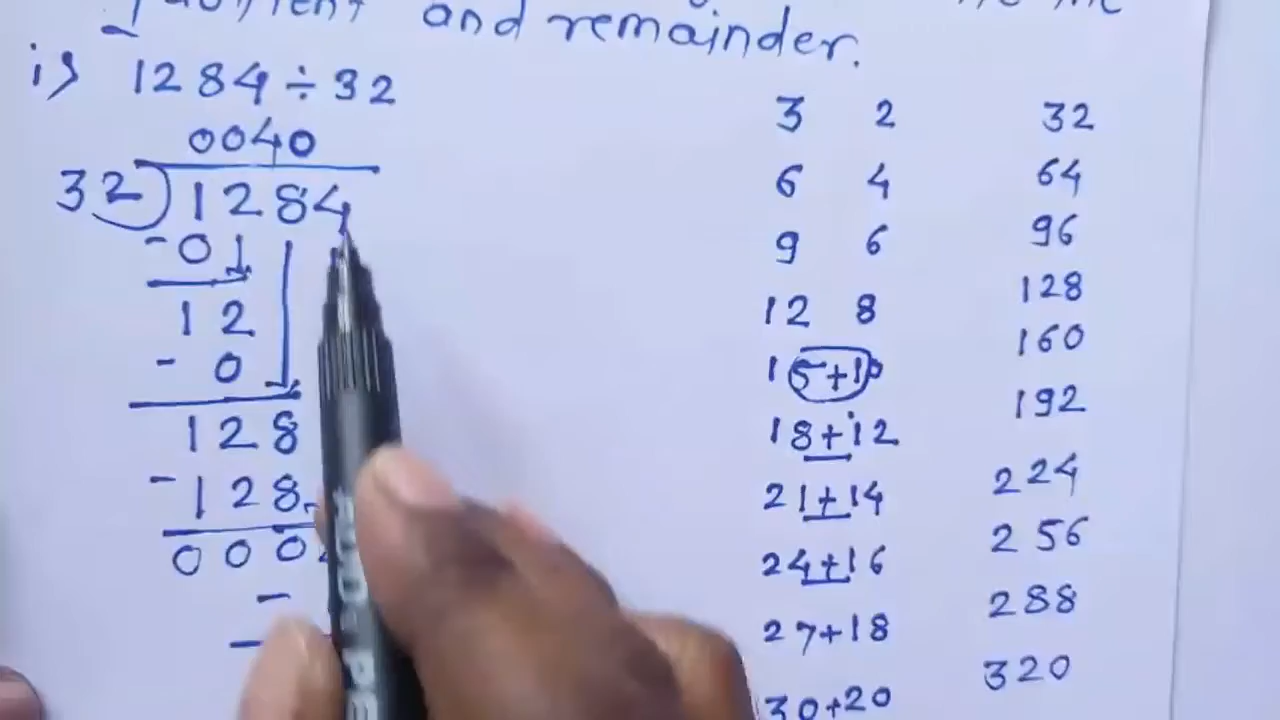 quotient and remainder.
i) 1284 ÷ 32
0040
32) 1284
- 0
12
- 0
128
- 128
000
-
3 2 32
6 4 64
9 6 96
12 8 128
15+10 160
18+12 192
21+14 224
24+16 256
27+18 288
30+20 320